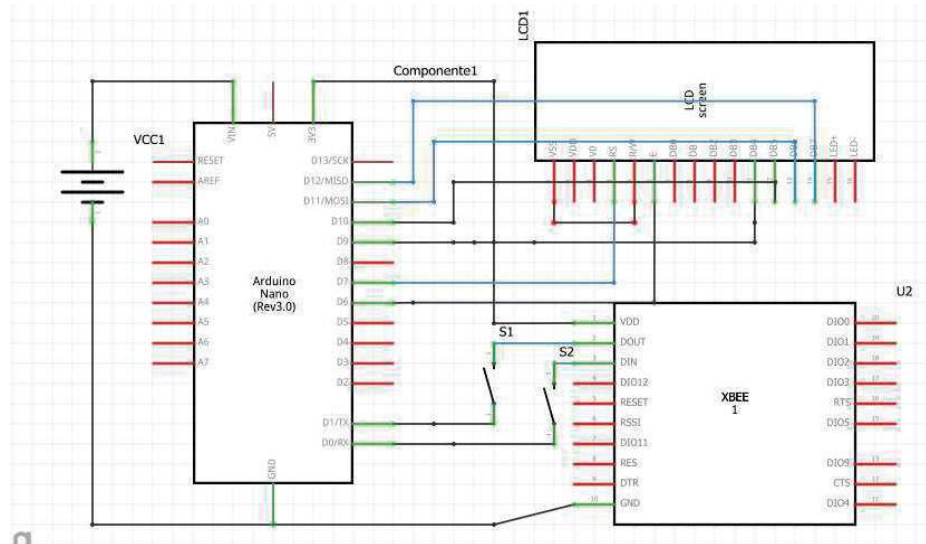 LCD1
Componente1
LCD
screen
VCC1
VIN
5V
3V3
VSS
VDD
V0
RS
R/W
E
DB0
DB1
DB2
DB3
DB4
DB5
DB6
DB7
LED+
LED-
RESET
AREF
A0
A1
A2
A3
A4
A5
A6
A7
D13/SCK
D12/MISO
D11/MOSI
D10
D9
D8
D7
D6
D5
D4
D3
D2
D1/TX
D0/RX
Arduino
Nano
(Rev3.0)
GND
S1
S2
U2
VDD
DOUT
DIN
DIO12
RESET
RSSI
DIO11
RES
DTR
GND
XBEE
1
DIO0
DIO1
DIO2
DIO3
RTS
DIO5
DIO9
CTS
DIO4